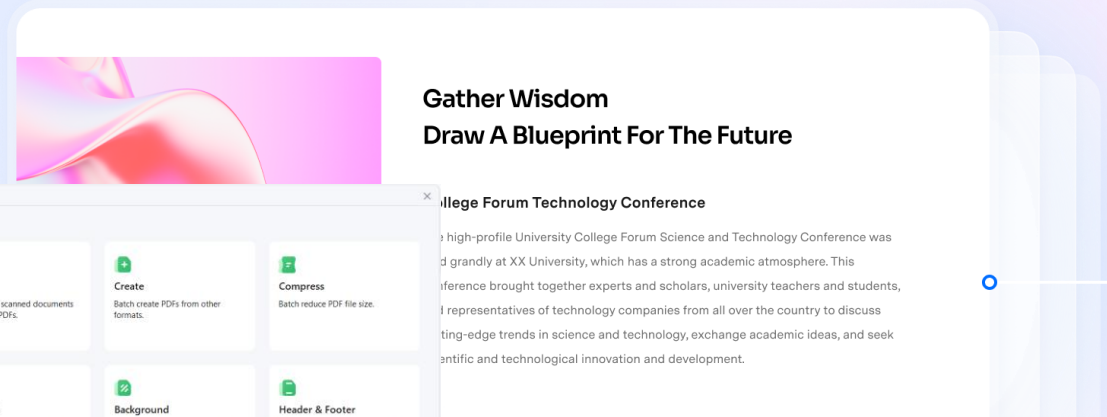 Gather Wisdom
Draw A Blueprint For The Future
llege Forum Technology Conference
high-profile University College Forum Science and Technology Conference was
grandly at XX University, which has a strong academic atmosphere. This
ference brought together experts and scholars, university teachers and students,
representatives of technology companies from all over the country to discuss
ting-edge trends in science and technology, exchange academic ideas, and seek
entific and technological innovation and development.
scanned documents
PDFs.
Create
Batch create PDFs from other
formats.
Compress
Batch reduce PDF file size.
Background
Header & Footer